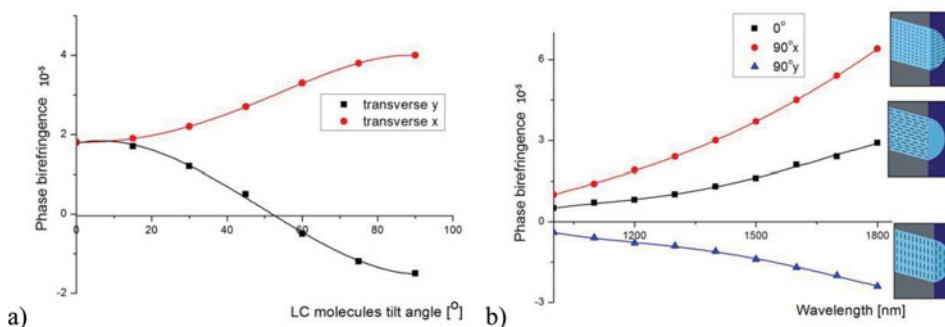 Phase birefringence 10⁻⁵
4
2
0
-2
0
20
40
60
80
100
transverse y
transverse x
LC molecules tilt angle [°]
a)
Phase birefringence 10⁻⁵
6
3
0
-3
1200
1500
1800
0°
90°x
90°y
Wavelength [nm]
b)